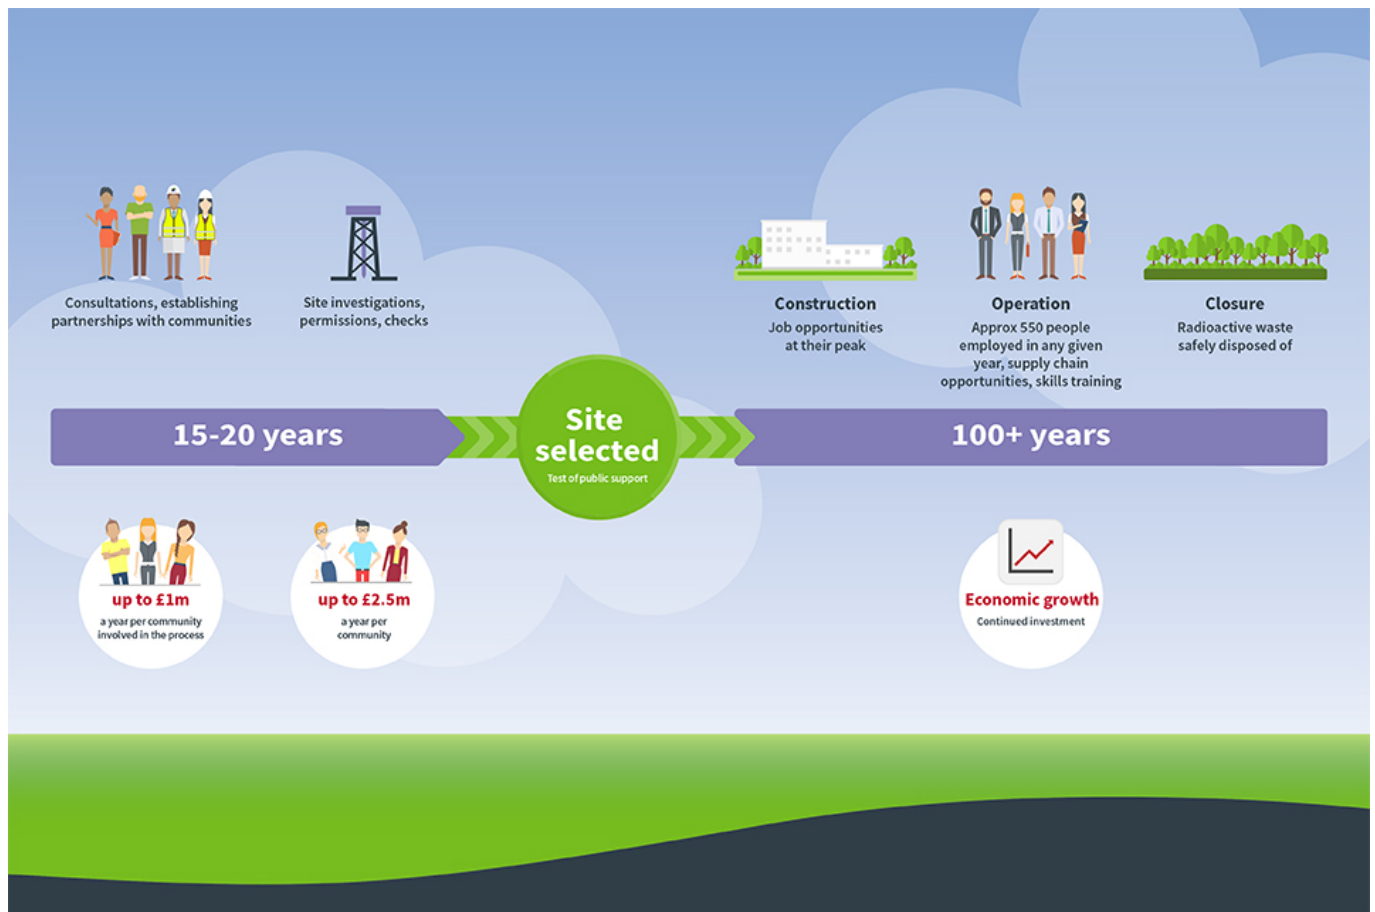 Consultations, establishing
partnerships with communities
Site investigations,
permissions, checks
Construction
Job opportunities
at their peak
Operation
Approx 550 people
employed in any given
year, supply chain
opportunities, skills training
Closure
Radioactive waste
safely disposed of
15-20 years
Site
selected
Test of public support
100+ years
up to £1m
a year per community
involved in the process
up to £2.5m
a year per
community
Economic growth
Continued investment